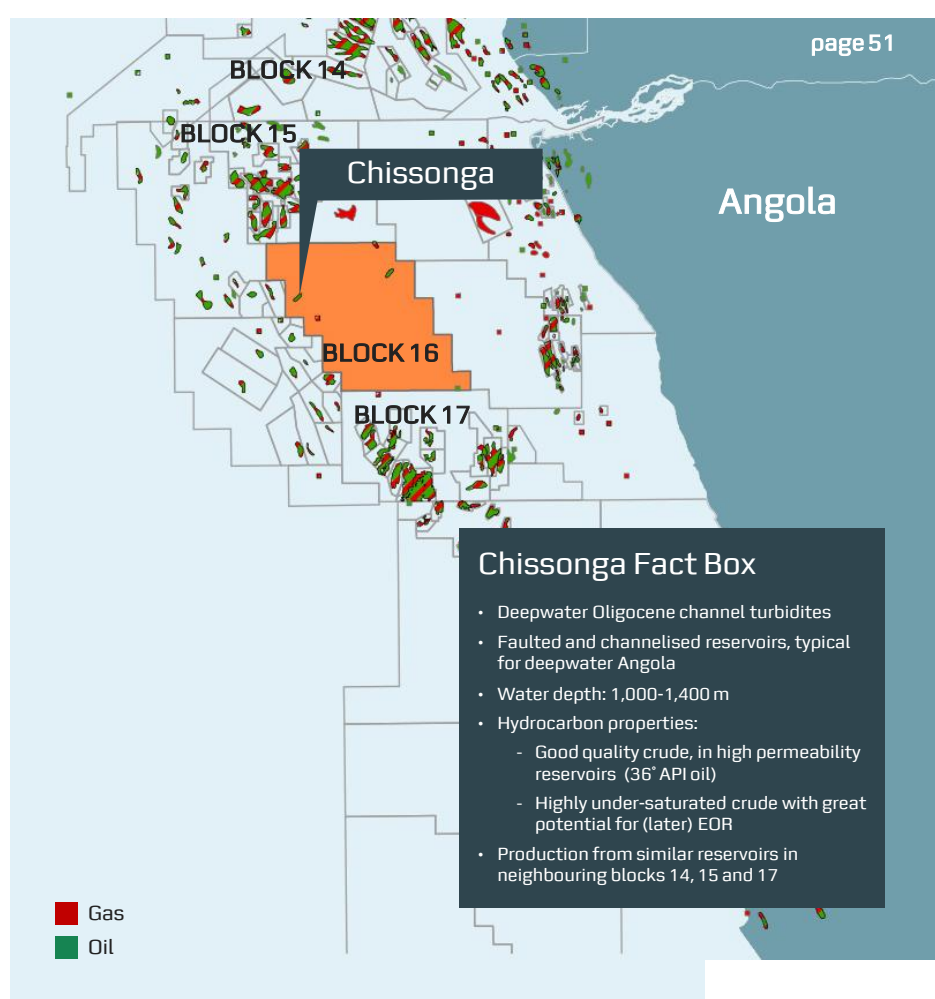 page 51
BLOCK 14
BLOCK 15
Chissonga
Angola
BLOCK 16
BLOCK 17
Chissonga Fact Box
• Deepwater Oligocene channel turbidites
• Faulted and channelised reservoirs, typical
for deepwater Angola
• Water depth: 1,000-1,400 m
• Hydrocarbon properties:
- Good quality crude, in high permeability
reservoirs (36° API oil)
- Highly under-saturated crude with great
potential for (later) EOR
• Production from similar reservoirs in
neighbouring blocks 14, 15 and 17
Gas
Oil